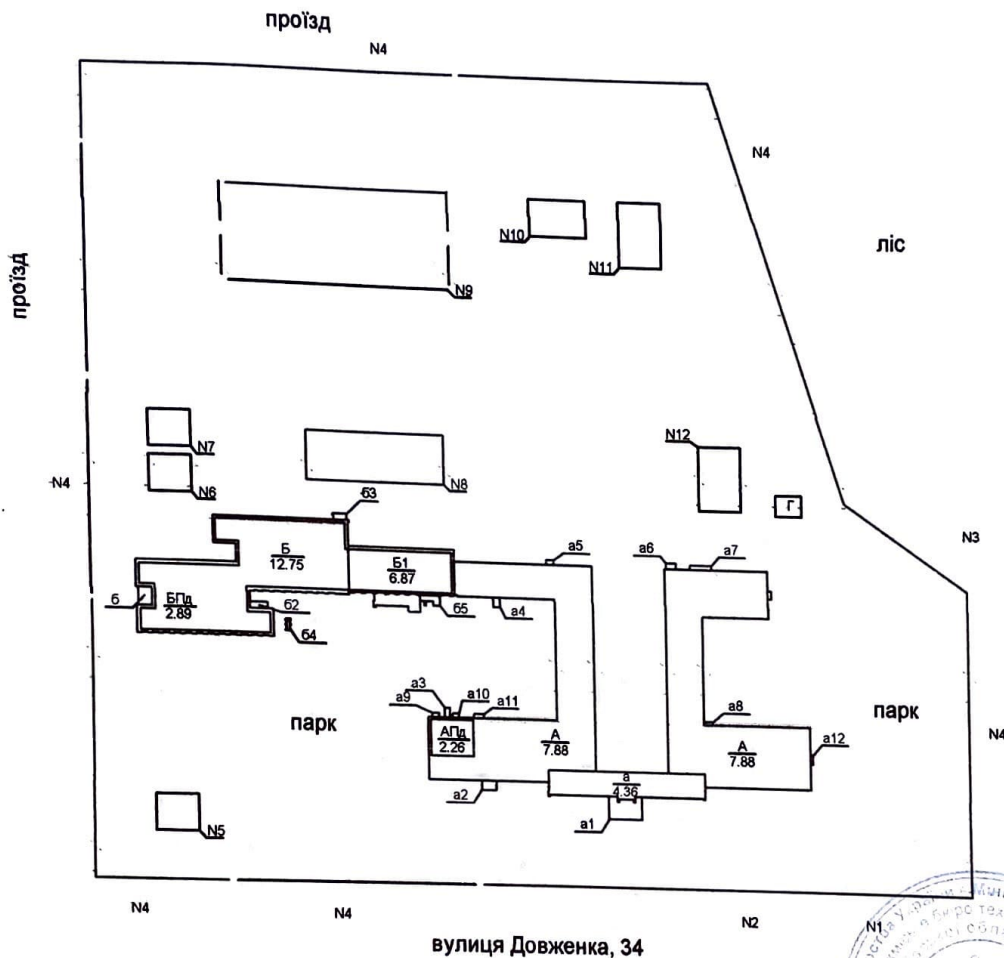 проїзд
N4
N4
проїзд
ліс
N10
N11
N9
N7
N12
N4
N6
N8
Г
б3
N3
Б
12.75
Б1
6.87
а5
а6
а7
б
БПд
2.89
б2
б5
а4
б4
а3
а9
а10
а11
а8
парк
парк
АПд
2.26
А
7.88
А
7.88
а12
N4
а
4.36
а2
а1
N5
N4
N4
N2
N1
вулиця Довженка, 34